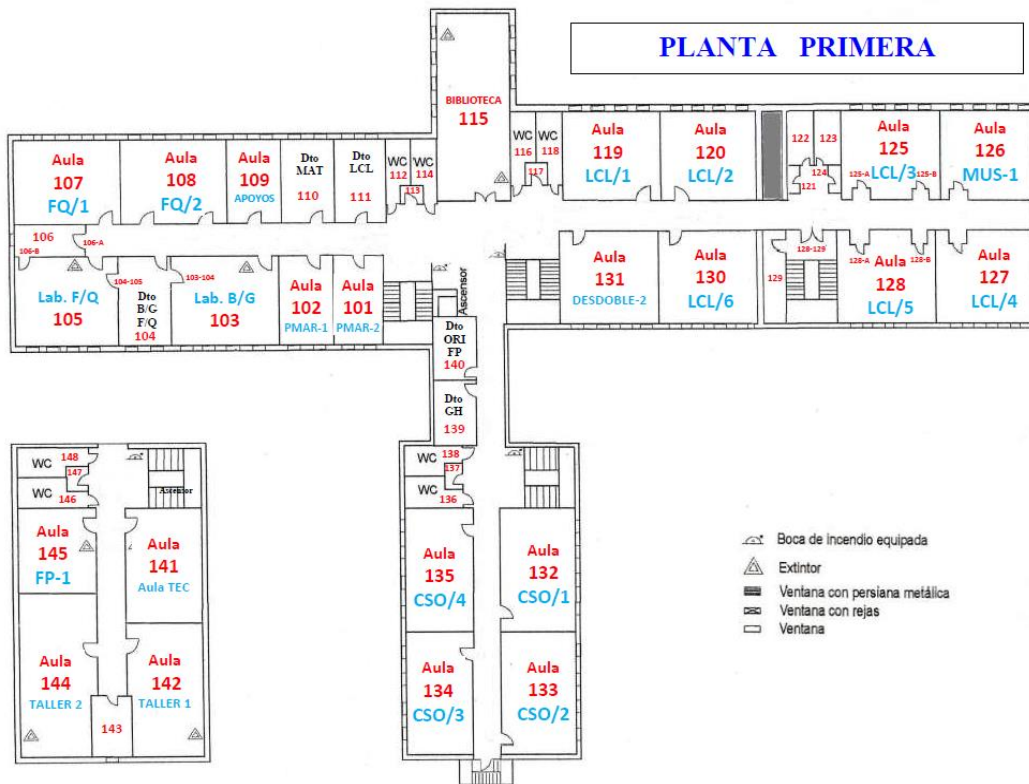 PLANTA PRIMERA
BIBLIOTECA
115
Aula
107
FQ/1
Aula
108
FQ/2
Aula
109
APOYOS
Dto
MAT
110
Dto
LCL
111
WC
112
WC
114
113
WC
116
WC
118
117
Aula
119
LCL/1
Aula
120
LCL/2
122
123
124
121
Aula
125
LCL/3
125-A
125-B
Aula
126
MUS-1
106
106-B
106-A
Lab. F/Q
105
104-105
Dto
B/G
F/Q
104
103-104
Lab. B/G
103
Aula
102
PMAR-1
Aula
101
PMAR-2
Ascensor
Dto
ORI
FP
140
Dto
GH
139
Aula
131
DESDOBLE-2
Aula
130
LCL/6
129
128-129
128-A
128-B
Aula
128
LCL/5
Aula
127
LCL/4
WC
148
147
WC
146
Ascensor
Aula
145
FP-1
Aula
141
Aula TEC
Aula
144
TALLER 2
Aula
142
TALLER 1
143
WC
138
137
WC
136
Aula
135
CSO/4
Aula
132
CSO/1
Aula
134
CSO/3
Aula
133
CSO/2
Boca de incendio equipada
Extintor
Ventana con persiana metálica
Ventana con rejas
Ventana